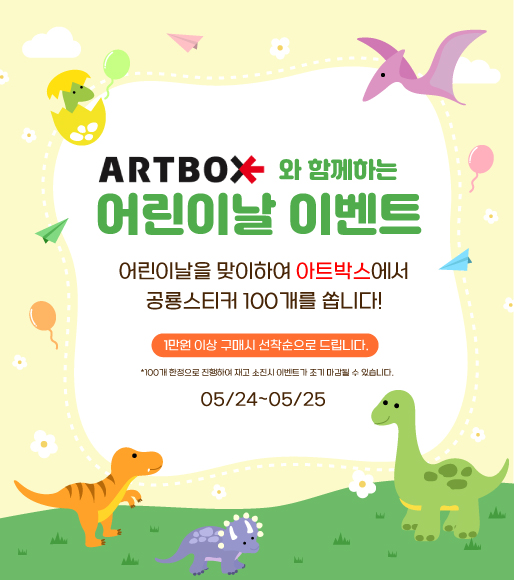 ARTBOX 와 함께하는
어린이날 이벤트
어린이날을 맞이하여 아트박스에서
공룡스티커 100개를 쏩니다!
1만원 이상 구매시 선착순으로 드립니다.
*100개 한정으로 진행하여 재고 소진시 이벤트가 조기 마감될 수 있습니다.
05/24~05/25